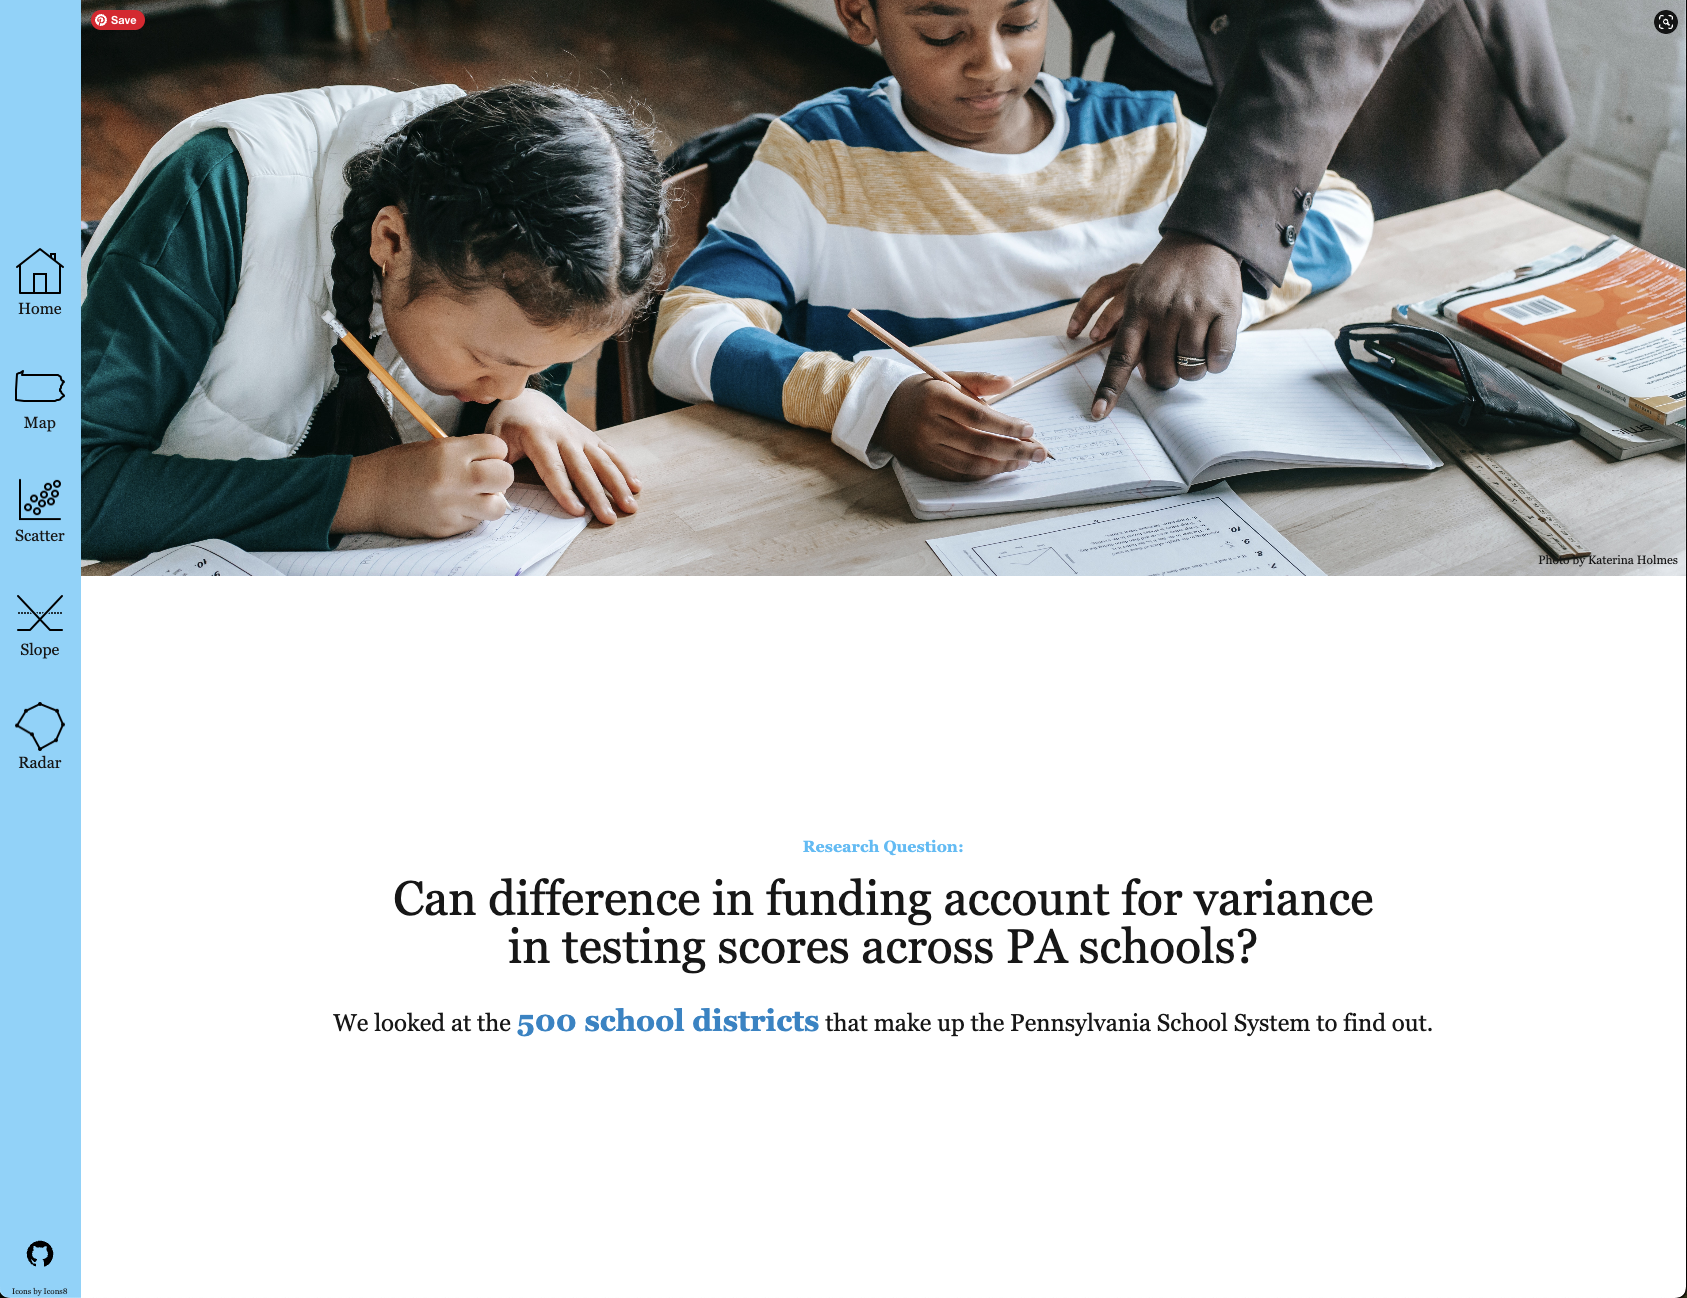 Save
Home
Map
Scatter
Slope
Radar
Icons by Icons8
Photo by Katerina Holmes
Research Question:
Can difference in funding account for variance
in testing scores across PA schools?
We looked at the 500 school districts that make up the Pennsylvania School System to find out.